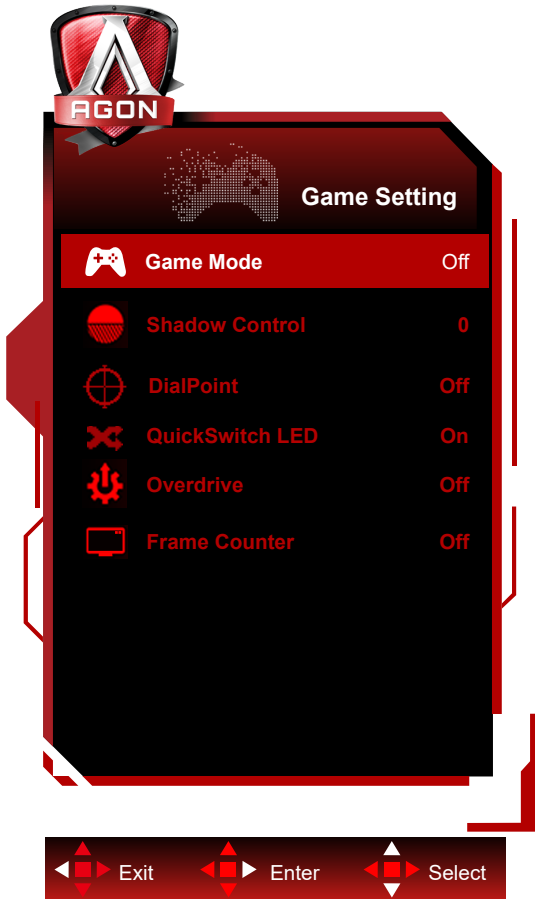 AGON
Game Setting
Game Mode Off
Shadow Control 0
DialPoint Off
QuickSwitch LED On
Overdrive Off
Frame Counter Off
Exit Enter Select